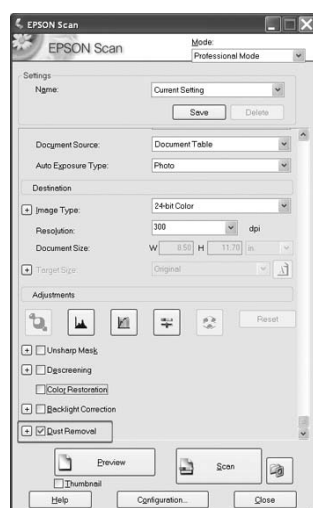 EPSON Scan
EPSON Scan
Mode:
Professional Mode
Settings
Name:
Current Setting
Save
Delete
Document Source:
Document Table
Auto Exposure Type:
Photo
Destination
Image Type:
24-bit Color
Resolution:
300
dpi
Document Size:
W 8.50 H 11.70 in
Target Size:
Original
Adjustments
Reset
Unsharp Mask
Descreening
Color Restoration
Backlight Correction
Dust Removal
Preview
Scan
Thumbnail
Help
Configuration...
Close